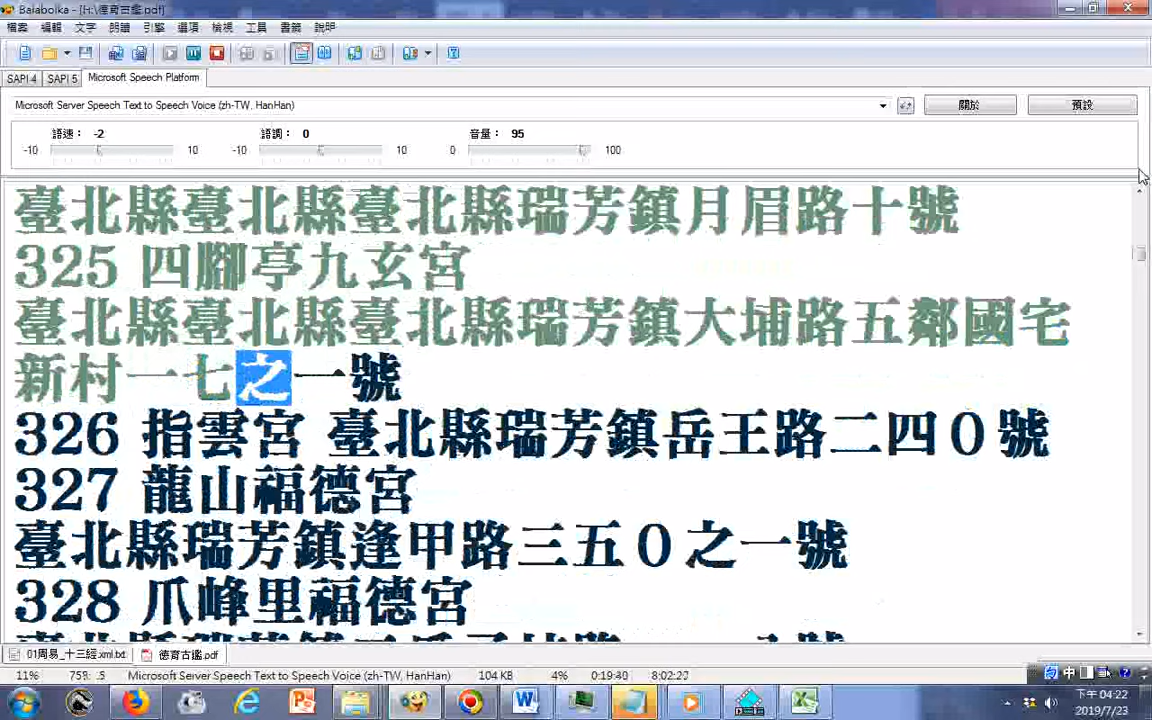 Balabolka - [H:\德育古鑑.pdf]
檔案 編輯 文字 朗讀 引擎 選項 檢視 工具 書籤 說明
SAPI 4 SAPI 5 Microsoft Speech Platform
Microsoft Server Speech Text to Speech Voice (zh-TW, HanHan) 關於 預設
語速： -2 語調： 0 音量： 95
-10 10 -10 10 0 100
臺北縣臺北縣臺北縣瑞芳鎮月眉路十號
325 四腳亭九玄宮
臺北縣臺北縣臺北縣瑞芳鎮大埔路五鄰國宅
新村一七之一號
326 指雲宮 臺北縣瑞芳鎮岳王路二四０號
327 龍山福德宮
臺北縣瑞芳鎮逢甲路三五０之一號
328 爪峰里福德宮
01周易_十三經.xml.txt 德育古鑑.pdf
11% Microsoft Server Speech Text to Speech Voice (zh-TW, HanHan) 104 KB 4% 0:19:40 8:02:27
中
下午 04:22
2019/7/23